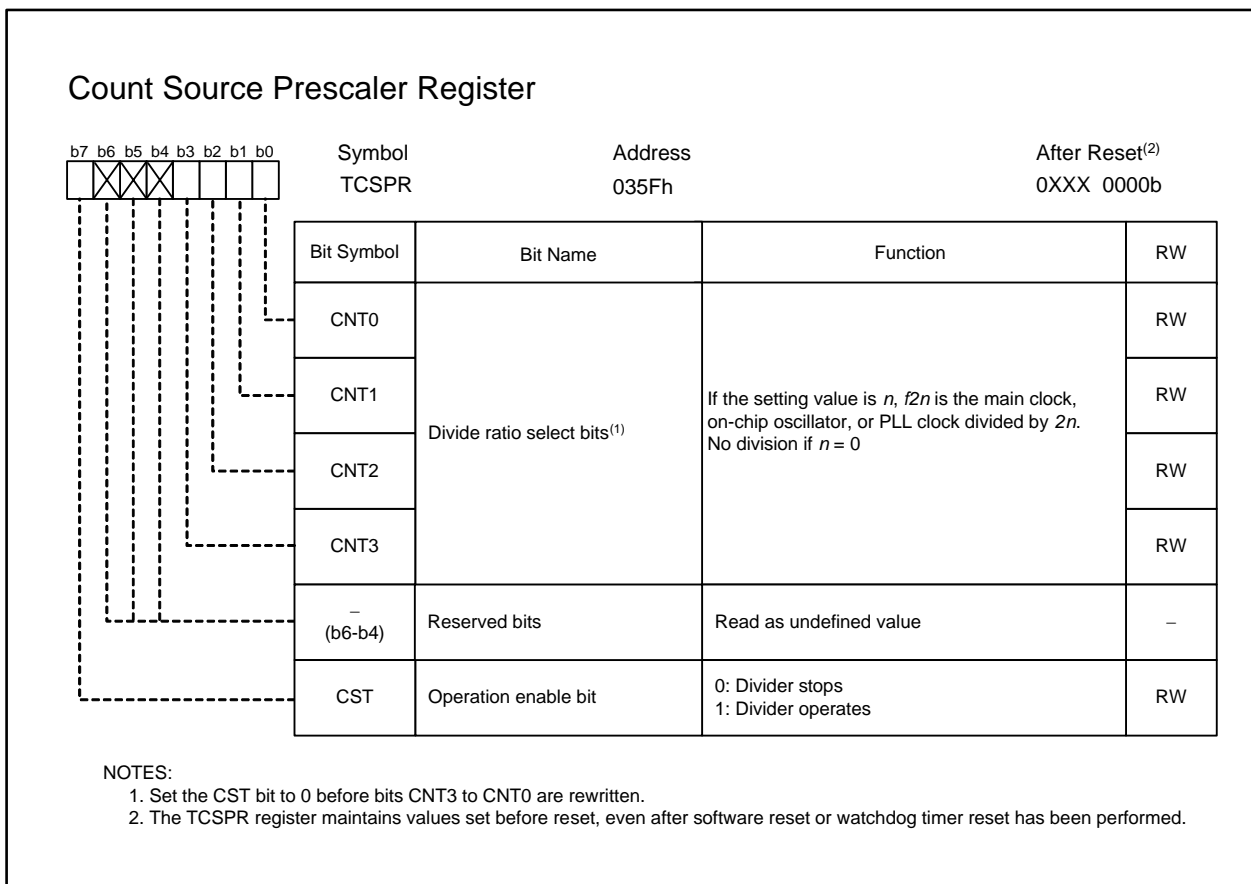 Count Source Prescaler Register
b7 b6 b5 b4 b3 b2 b1 b0
Symbol Address After Reset(2)
TCSPR 035Fh 0XXX 0000b
Bit Symbol Bit Name Function RW
CNT0 RW
CNT1 RW
Divide ratio select bits(1)
If the setting value is n, f2n is the main clock,
on-chip oscillator, or PLL clock divided by 2n.
No division if n = 0
CNT2 RW
CNT3 RW
–
(b6-b4) Reserved bits Read as undefined value –
CST Operation enable bit
0: Divider stops
1: Divider operates
RW
NOTES:
1. Set the CST bit to 0 before bits CNT3 to CNT0 are rewritten.
2. The TCSPR register maintains values set before reset, even after software reset or watchdog timer reset has been performed.